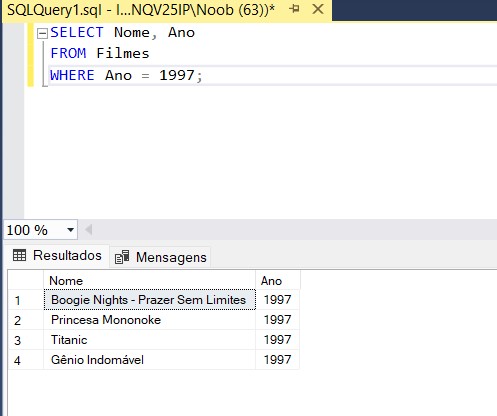 SQLQuery1.sql - I...NQV25IP\Noob (63))*
SELECT Nome, Ano
FROM Filmes
WHERE Ano = 1997;
100 %
Resultados Mensagens
Nome Ano
1 Boogie Nights - Prazer Sem Limites 1997
2 Princesa Mononoke 1997
3 Titanic 1997
4 Gênio Indomável 1997